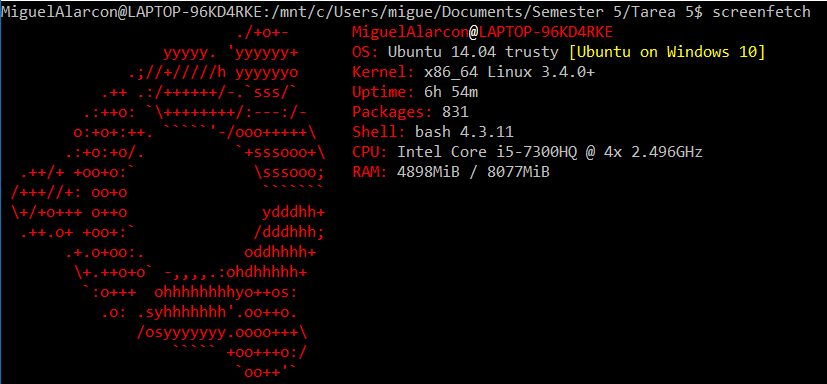 MiguelAlarcon@LAPTOP-96KD4RKE:/mnt/c/Users/migue/Documents/Semester 5/Tarea 5$ screenfetch
                          ./+o+-       MiguelAlarcon@LAPTOP-96KD4RKE
                  yyyyy. 'yyyyyy+      OS: Ubuntu 14.04 trusty [Ubuntu on Windows 10]
              .;//+/////h yyyyyyo      Kernel: x86_64 Linux 3.4.0+
           .++ .:/++++++/-.`sss/`      Uptime: 6h 54m
         .:++o: `\++++++++/:---:/-     Packages: 831
        o:+o+:++. `````'-/ooo+++++\    Shell: bash 4.3.11
       .:+o:+o/.          `+sssooo+\   CPU: Intel Core i5-7300HQ @ 4x 2.496GHz
  .++/+ +oo+o:`             \sssooo;   RAM: 4898MiB / 8077MiB
 /+++//+: oo+o               ```````
 \+/+o+++ o++o               ydddhh+
  .++.o+ +oo+:`             /dddhhh;
       .+.o+oo:.           oddhhhh+
        \+.++o+o` -,,,,.:ohdhhhhh+
         `:o+++  ohhhhhhhhyo++os:
           .o: .syhhhhhhh'.oo++o.
               /osyyyyyyy.oooo+++\
                   ````` +oo+++o:/
                          `oo++'`